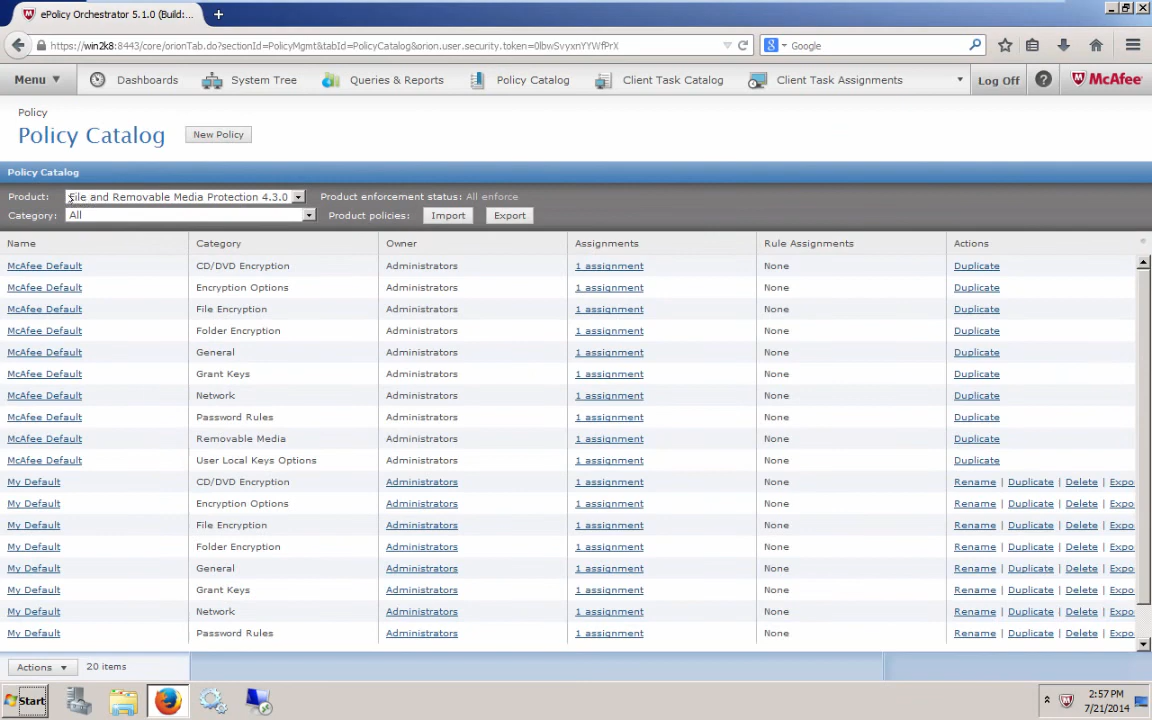 ePolicy Orchestrator 5.1.0 (Build:...
https://win2k8:8443/core/orionTab.do?sectionId=PolicyMgmt&tabId=PolicyCatalog&orion.user.security.token=0lbwSvyxnYYWfPrX
Google
Menu Dashboards System Tree Queries & Reports Policy Catalog Client Task Catalog Client Task Assignments Log Off ? McAfee
Policy
Policy Catalog New Policy
Policy Catalog
Product: File and Removable Media Protection 4.3.0 Product enforcement status: All enforce
Category: All Product policies: Import Export
Name Category Owner Assignments Rule Assignments Actions
McAfee Default CD/DVD Encryption Administrators 1 assignment None Duplicate
McAfee Default Encryption Options Administrators 1 assignment None Duplicate
McAfee Default File Encryption Administrators 1 assignment None Duplicate
McAfee Default Folder Encryption Administrators 1 assignment None Duplicate
McAfee Default General Administrators 1 assignment None Duplicate
McAfee Default Grant Keys Administrators 1 assignment None Duplicate
McAfee Default Network Administrators 1 assignment None Duplicate
McAfee Default Password Rules Administrators 1 assignment None Duplicate
McAfee Default Removable Media Administrators 1 assignment None Duplicate
McAfee Default User Local Keys Options Administrators 1 assignment None Duplicate
My Default CD/DVD Encryption Administrators 1 assignment None Rename | Duplicate | Delete | Expo
My Default Encryption Options Administrators 1 assignment None Rename | Duplicate | Delete | Expo
My Default File Encryption Administrators 1 assignment None Rename | Duplicate | Delete | Expo
My Default Folder Encryption Administrators 1 assignment None Rename | Duplicate | Delete | Expo
My Default General Administrators 1 assignment None Rename | Duplicate | Delete | Expo
My Default Grant Keys Administrators 1 assignment None Rename | Duplicate | Delete | Expo
My Default Network Administrators 1 assignment None Rename | Duplicate | Delete | Expo
My Default Password Rules Administrators 1 assignment None Rename | Duplicate | Delete | Expo
Actions 20 items
Start 2:57 PM
7/21/2014